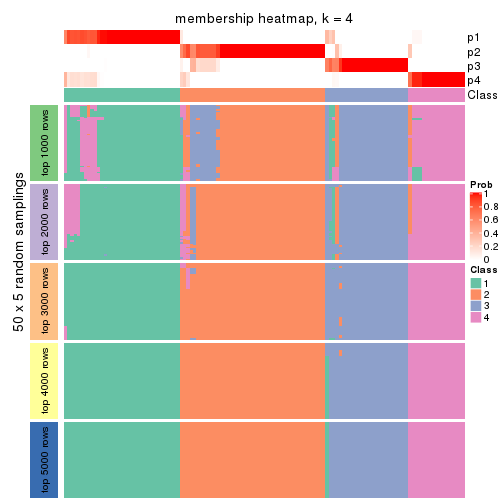 membership heatmap, k = 4
p1
p2
p3
p4
Class
50 x 5 random samplings
top 1000 rows
top 2000 rows
top 3000 rows
top 4000 rows
top 5000 rows
Prob
1
0.8
0.6
0.4
0.2
0
Class
1
2
3
4